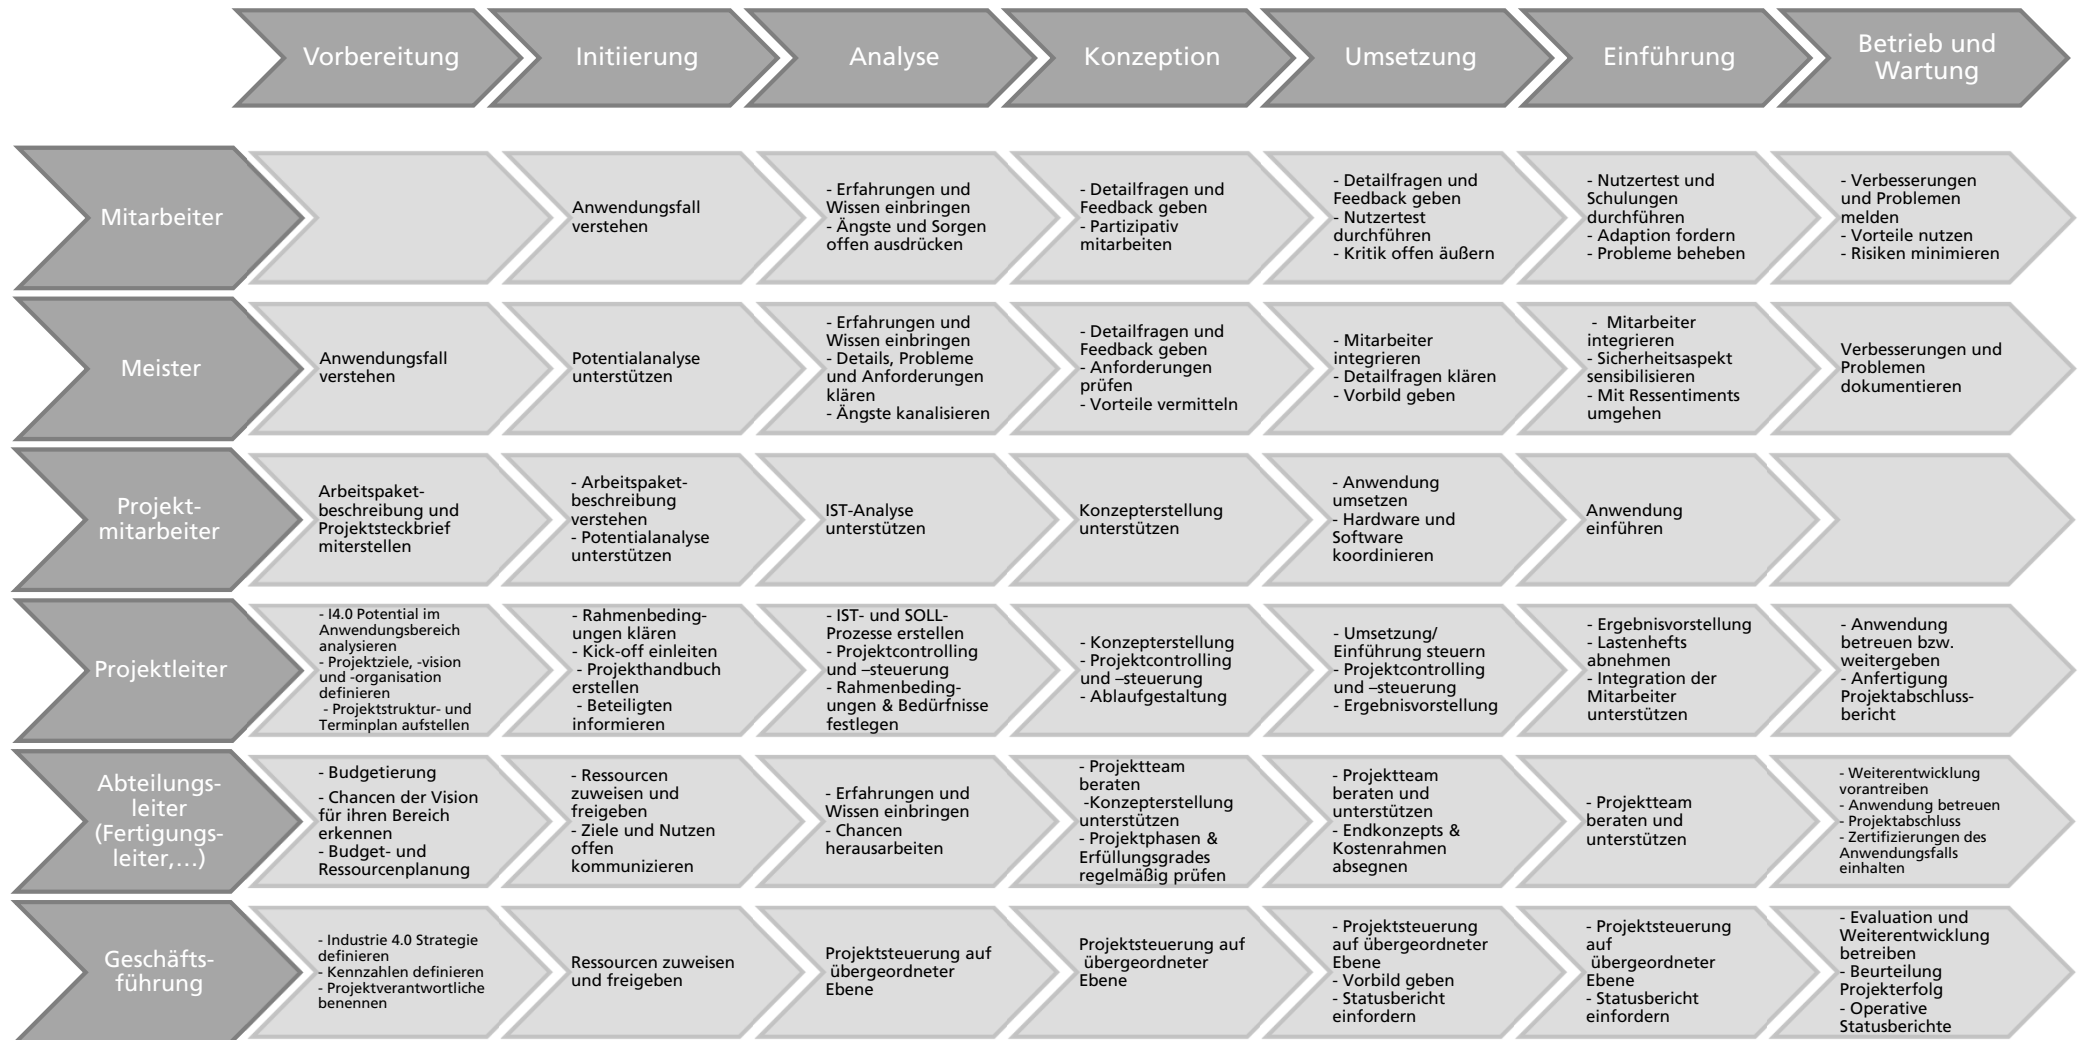 Vorbereitung
Initiierung
Analyse
Konzeption
Umsetzung
Einführung
Betrieb und
Wartung
Mitarbeiter
Anwendungsfall
verstehen
- Erfahrungen und
Wissen einbringen
- Ängste und Sorgen
offen ausdrücken
- Detailfragen und
Feedback geben
- Partizipativ
mitarbeiten
- Detailfragen und
Feedback geben
- Nutzertest
durchführen
- Kritik offen äußern
- Nutzertest und
Schulungen
durchführen
- Adaption fordern
- Probleme beheben
- Verbesserungen
und Problemen
melden
- Vorteile nutzen
- Risiken minimieren
Meister
Anwendungsfall
verstehen
Potentialanalyse
unterstützen
- Erfahrungen und
Wissen einbringen
- Details, Probleme
und Anforderungen
klären
- Ängste kanalisieren
- Detailfragen und
Feedback geben
- Anforderungen
prüfen
- Vorteile vermitteln
- Mitarbeiter
integrieren
- Detailfragen klären
- Vorbild geben
- Mitarbeiter
integrieren
- Sicherheitsaspekt
sensibilisieren
- Mit Ressentiments
umgehen
Verbesserungen und
Problemen
dokumentieren
Projekt-
mitarbeiter
Arbeitspaket-
beschreibung und
Projektsteckbrief
miterstellen
- Arbeitspaket-
beschreibung
verstehen
- Potentialanalyse
unterstützen
IST-Analyse
unterstützen
Konzepterstellung
unterstützen
- Anwendung
umsetzen
- Hardware und
Software
koordinieren
Anwendung
einführen
Projektleiter
- I4.0 Potential im
Anwendungsbereich
analysieren
- Projektziele, -vision
und -organisation
definieren
- Projektstruktur- und
Terminplan aufstellen
- Rahmenbeding-
ungen klären
- Kick-off einleiten
- Projekthandbuch
erstellen
- Beteiligten
informieren
- IST- und SOLL-
Prozesse erstellen
- Projektcontrolling
und –steuerung
- Rahmenbeding-
ungen & Bedürfnisse
festlegen
- Konzepterstellung
- Projektcontrolling
und –steuerung
- Ablaufgestaltung
- Umsetzung/
Einführung steuern
- Projektcontrolling
und –steuerung
- Ergebnisvorstellung
- Ergebnisvorstellung
- Lastenhefts
abnehmen
- Integration der
Mitarbeiter
unterstützen
- Anwendung
betreuen bzw.
weitergeben
- Anfertigung
Projektabschluss-
bericht
Abteilungs-
leiter
(Fertigungs-
leiter,…)
- Budgetierung
- Chancen der Vision
für ihren Bereich
erkennen
- Budget- und
Ressourcenplanung
- Ressourcen
zuweisen und
freigeben
- Ziele und Nutzen
offen
kommunizieren
- Erfahrungen und
Wissen einbringen
- Chancen
herausarbeiten
- Projektteam
beraten
-Konzepterstellung
unterstützen
- Projektphasen &
Erfüllungsgrades
regelmäßig prüfen
- Projektteam
beraten und
unterstützen
- Endkonzepts &
Kostenrahmen
absegnen
- Projektteam
beraten und
unterstützen
- Weiterentwicklung
vorantreiben
- Anwendung betreuen
- Projektabschluss
- Zertifizierungen des
Anwendungsfalls
einhalten
Geschäfts-
führung
- Industrie 4.0 Strategie
definieren
- Kennzahlen definieren
- Projektverantwortliche
benennen
Ressourcen zuweisen
und freigeben
Projektsteuerung auf
übergeordneter
Ebene
Projektsteuerung auf
übergeordneter
Ebene
- Projektsteuerung
auf übergeordneter
Ebene
- Vorbild geben
- Statusbericht
einfordern
- Projektsteuerung
auf
übergeordneter
Ebene
- Statusbericht
einfordern
- Evaluation und
Weiterentwicklung
betreiben
- Beurteilung
Projekterfolg
- Operative
Statusberichte